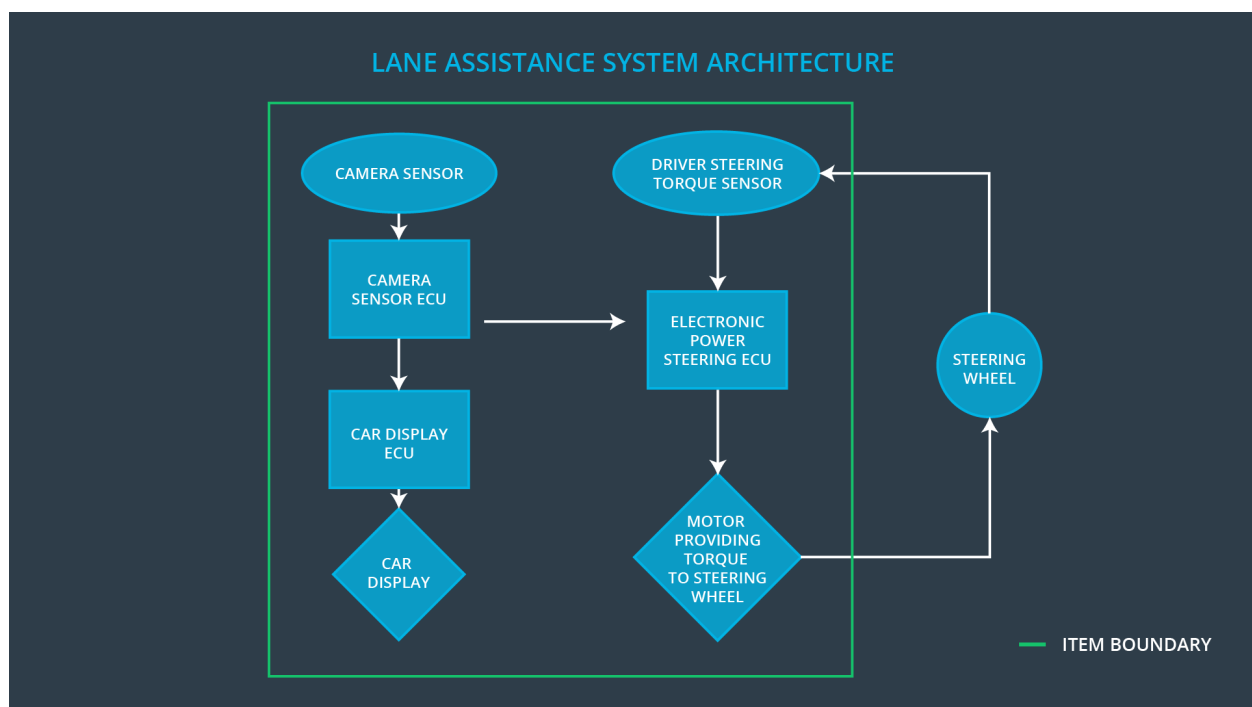 LANE ASSISTANCE SYSTEM ARCHITECTURE
CAMERA SENSOR
CAMERA
SENSOR ECU
CAR DISPLAY
ECU
CAR
DISPLAY
DRIVER STEERING
TORQUE SENSOR
ELECTRONIC
POWER
STEERING ECU
MOTOR
PROVIDING
TORQUE
TO STEERING
WHEEL
STEERING
WHEEL
ITEM BOUNDARY